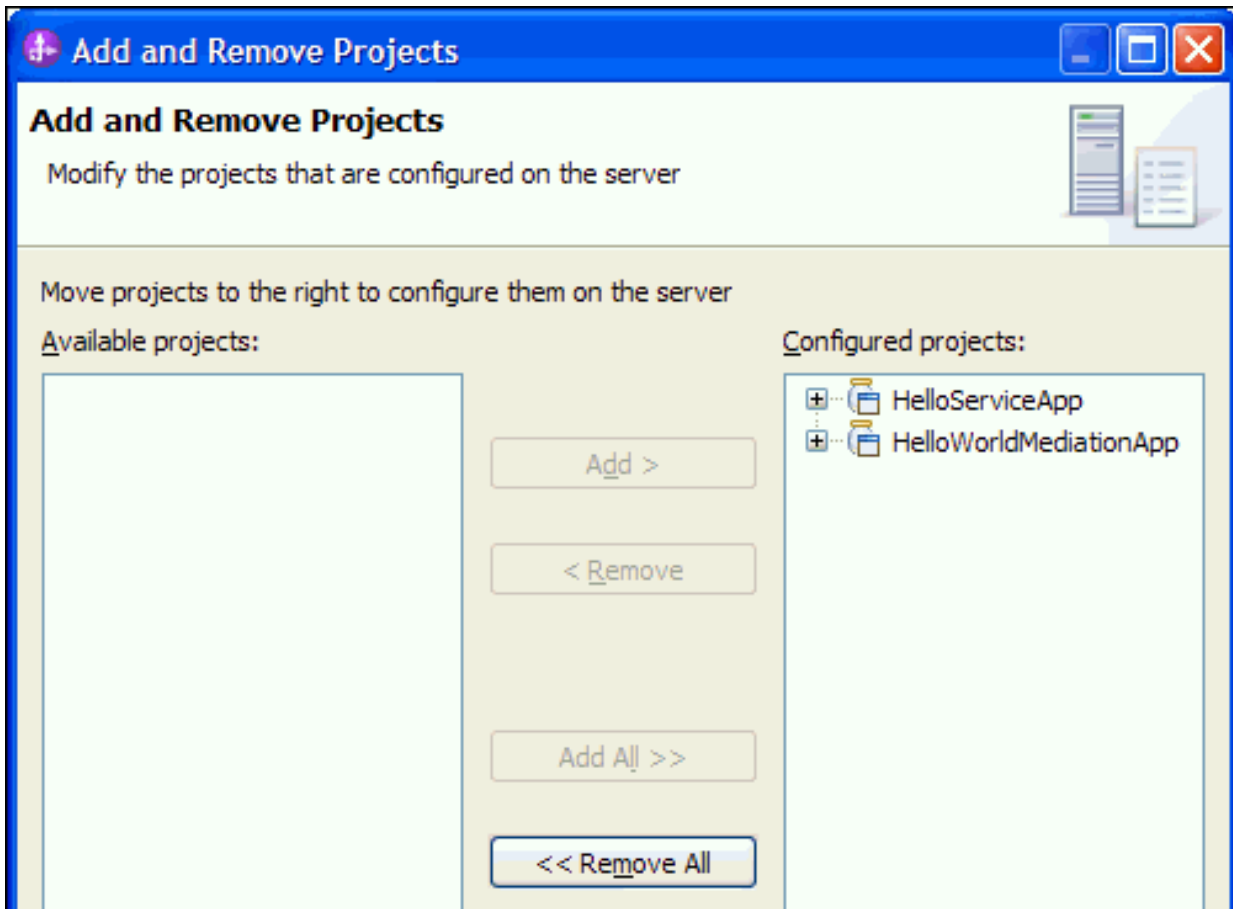 Add and Remove Projects
Add and Remove Projects
Modify the projects that are configured on the server
Move projects to the right to configure them on the server
Available projects:
Configured projects:
HelloServiceApp
HelloWorldMediationApp
Add >
< Remove
Add All >>
<< Remove All